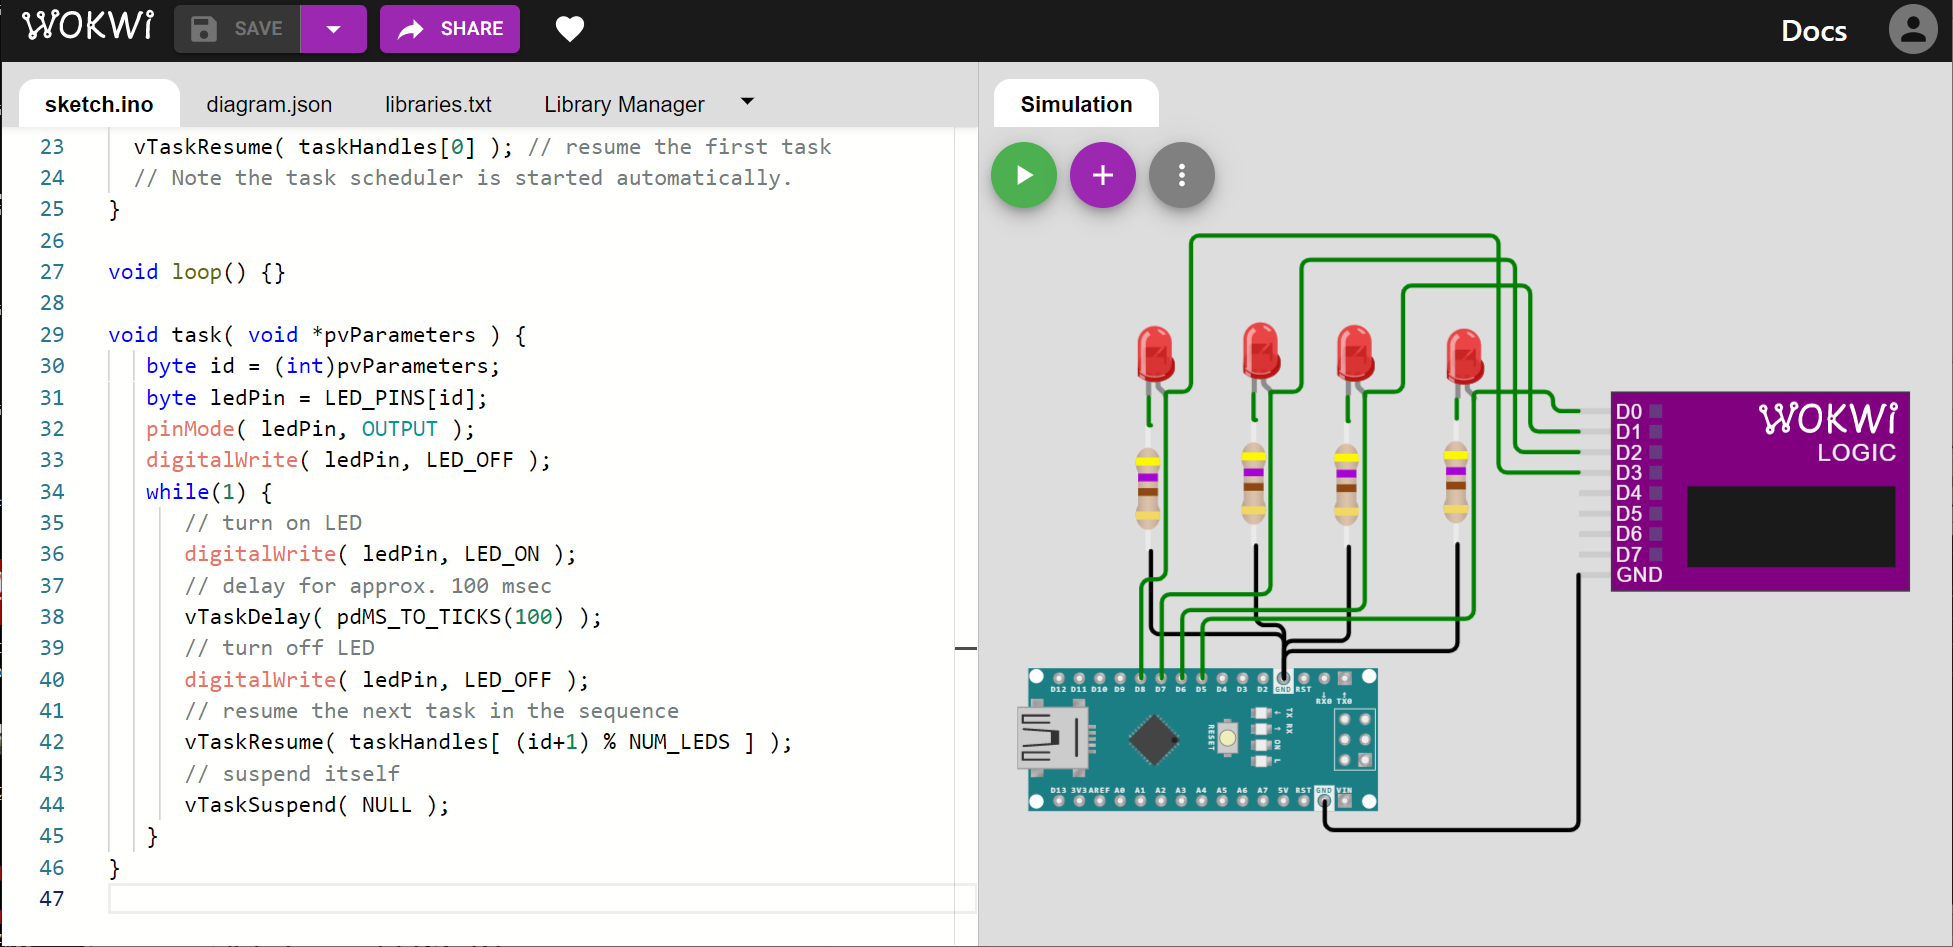 WOKWi SAVE SHARE Docs
sketch.ino diagram.json libraries.txt Library Manager
23 vTaskResume( taskHandles[0] ); // resume the first task
24 // Note the task scheduler is started automatically.
25 }
26
27 void loop() {}
28
29 void task( void *pvParameters ) {
30 byte id = (int)pvParameters;
31 byte ledPin = LED_PINS[id];
32 pinMode( ledPin, OUTPUT );
33 digitalWrite( ledPin, LED_OFF );
34 while(1) {
35 // turn on LED
36 digitalWrite( ledPin, LED_ON );
37 // delay for approx. 100 msec
38 vTaskDelay( pdMS_TO_TICKS(100) );
39 // turn off LED
40 digitalWrite( ledPin, LED_OFF );
41 // resume the next task in the sequence
42 vTaskResume( taskHandles[ (id+1) % NUM_LEDS ] );
43 // suspend itself
44 vTaskSuspend( NULL );
45 }
46 }
47
Simulation
WOKWi
LOGIC
D0
D1
D2
D3
D4
D5
D6
D7
GND
D12 D11 D10 D9 D8 D7 D6 D5 D4 D3 D2 GND RST
RX0 TX0
RESET
TX RX ON L
D13 3V3 AREF A0 A1 A2 A3 A4 A5 A6 A7 5V RST GND VIN